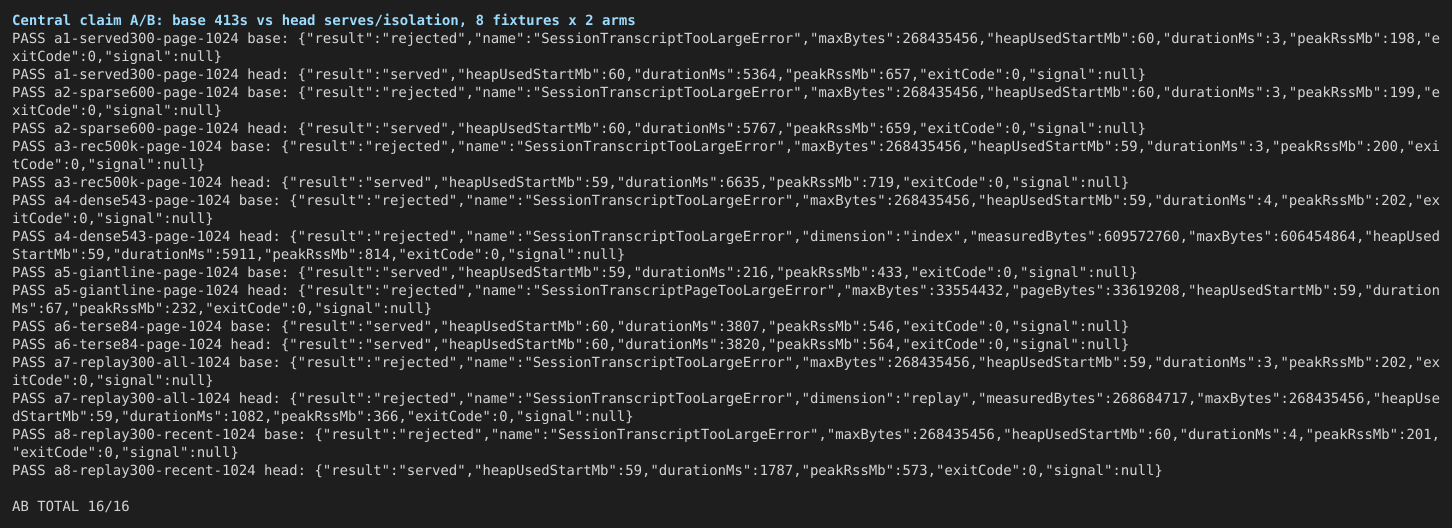 Central claim A/B: base 413s vs head serves/isolation, 8 fixtures x 2 arms
PASS a1-served300-page-1024 base: {"result":"rejected","name":"SessionTranscriptTooLargeError","maxBytes":268435456,"heapUsedStartMb":60,"durationMs":3,"peakRssMb":198,"e
xitCode":0,"signal":null}
PASS a1-served300-page-1024 head: {"result":"served","heapUsedStartMb":60,"durationMs":5364,"peakRssMb":657,"exitCode":0,"signal":null}
PASS a2-sparse600-page-1024 base: {"result":"rejected","name":"SessionTranscriptTooLargeError","maxBytes":268435456,"heapUsedStartMb":60,"durationMs":3,"peakRssMb":199,"e
xitCode":0,"signal":null}
PASS a2-sparse600-page-1024 head: {"result":"served","heapUsedStartMb":60,"durationMs":5767,"peakRssMb":659,"exitCode":0,"signal":null}
PASS a3-rec500k-page-1024 base: {"result":"rejected","name":"SessionTranscriptTooLargeError","maxBytes":268435456,"heapUsedStartMb":59,"durationMs":3,"peakRssMb":200,"exi
tCode":0,"signal":null}
PASS a3-rec500k-page-1024 head: {"result":"served","heapUsedStartMb":59,"durationMs":6635,"peakRssMb":719,"exitCode":0,"signal":null}
PASS a4-dense543-page-1024 base: {"result":"rejected","name":"SessionTranscriptTooLargeError","maxBytes":268435456,"heapUsedStartMb":59,"durationMs":4,"peakRssMb":202,"ex
itCode":0,"signal":null}
PASS a4-dense543-page-1024 head: {"result":"rejected","name":"SessionTranscriptTooLargeError","dimension":"index","measuredBytes":609572760,"maxBytes":606454864,"heapUsed
StartMb":59,"durationMs":5911,"peakRssMb":814,"exitCode":0,"signal":null}
PASS a5-giantline-page-1024 base: {"result":"served","heapUsedStartMb":59,"durationMs":216,"peakRssMb":433,"exitCode":0,"signal":null}
PASS a5-giantline-page-1024 head: {"result":"rejected","name":"SessionTranscriptPageTooLargeError","maxBytes":33554432,"pageBytes":33619208,"heapUsedStartMb":59,"duration
Ms":67,"peakRssMb":232,"exitCode":0,"signal":null}
PASS a6-terse84-page-1024 base: {"result":"served","heapUsedStartMb":60,"durationMs":3807,"peakRssMb":546,"exitCode":0,"signal":null}
PASS a6-terse84-page-1024 head: {"result":"served","heapUsedStartMb":60,"durationMs":3820,"peakRssMb":564,"exitCode":0,"signal":null}
PASS a7-replay300-all-1024 base: {"result":"rejected","name":"SessionTranscriptTooLargeError","maxBytes":268435456,"heapUsedStartMb":59,"durationMs":3,"peakRssMb":202,"ex
itCode":0,"signal":null}
PASS a7-replay300-all-1024 head: {"result":"rejected","name":"SessionTranscriptTooLargeError","dimension":"replay","measuredBytes":268684717,"maxBytes":268435456,"heapUse
dStartMb":59,"durationMs":1082,"peakRssMb":366,"exitCode":0,"signal":null}
PASS a8-replay300-recent-1024 base: {"result":"rejected","name":"SessionTranscriptTooLargeError","maxBytes":268435456,"heapUsedStartMb":60,"durationMs":4,"peakRssMb":201,
"exitCode":0,"signal":null}
PASS a8-replay300-recent-1024 head: {"result":"served","heapUsedStartMb":59,"durationMs":1787,"peakRssMb":573,"exitCode":0,"signal":null}
AB TOTAL 16/16